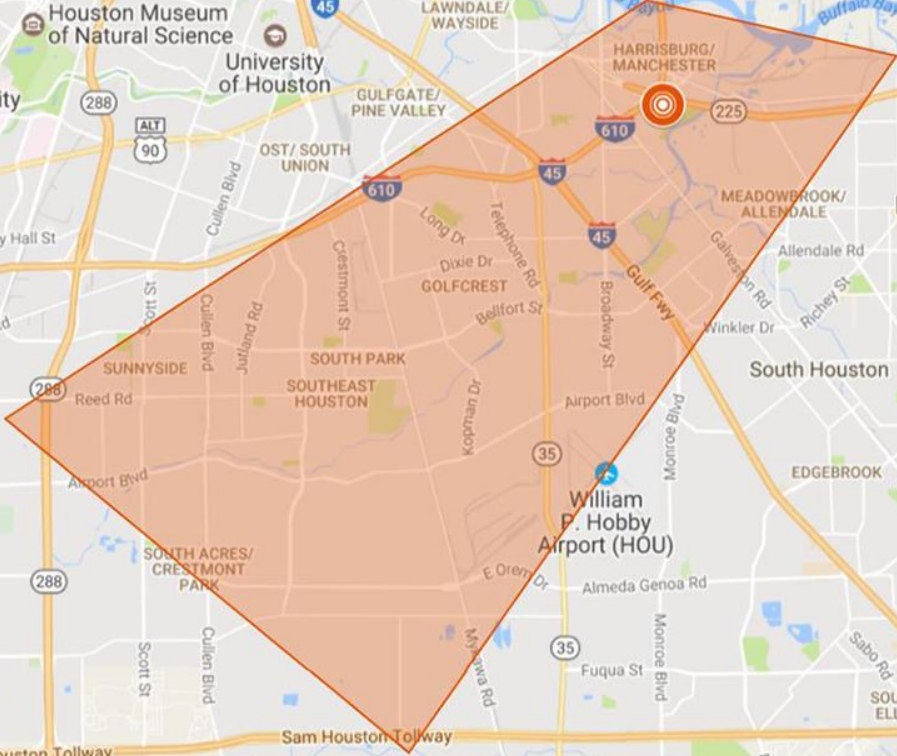 45
LAWNDALE/
WAYSIDE
Bayou
Buffalo Bay
Houston Museum
of Natural Science
University
of Houston
HARRISBURG/
MANCHESTER
ity
288
GULFGATE/
PINE VALLEY
225
610
ALT
90
OST/ SOUTH
UNION
45
610
Cullen Blvd
MEADOWBROOK/
ALLENDALE
Long Dr
Telephone Rd
y Hall St
45
Allendale Rd
Crestmont St
Dixie Dr
Galveston Rd
GOLFCREST
Gulf Fwy
Richey St
Scott St
Cullen Blvd
Jutland Rd
Bellfort St
Broadway St
Winkler Dr
SUNNYSIDE
SOUTH PARK
South Houston
288
Reed Rd
SOUTHEAST
HOUSTON
Kopman Dr
Airport Blvd
Monroe Blvd
35
Airport Blvd
EDGEBROOK
William
P. Hobby
Airport (HOU)
SOUTH ACRES/
CRESTMONT
PARK
288
E Orem Dr
Almeda Genoa Rd
Scott St
Cullen Blvd
Mykawa Rd
35
Monroe Blvd
Fuqua St
Sabo Rd
SOU
ELL
Sam Houston Tollway
uston Tollway